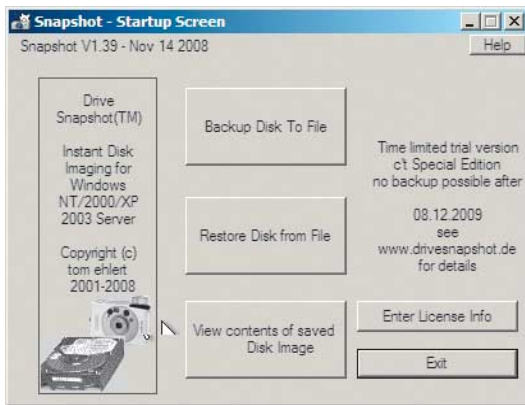 Snapshot - Startup Screen
Snapshot V1.39 - Nov 14 2008
Help
Drive
Snapshot(TM)
Instant Disk
Imaging for
Windows
NT/2000/XP
2003 Server
Copyright (c)
tom ehlert
2001-2008
Backup Disk To File
Restore Disk from File
View contents of saved
Disk Image
Time limited trial version
c't Special Edition
no backup possible after
08.12.2009
see
www.drivesnapshot.de
for details
Enter License Info
Exit